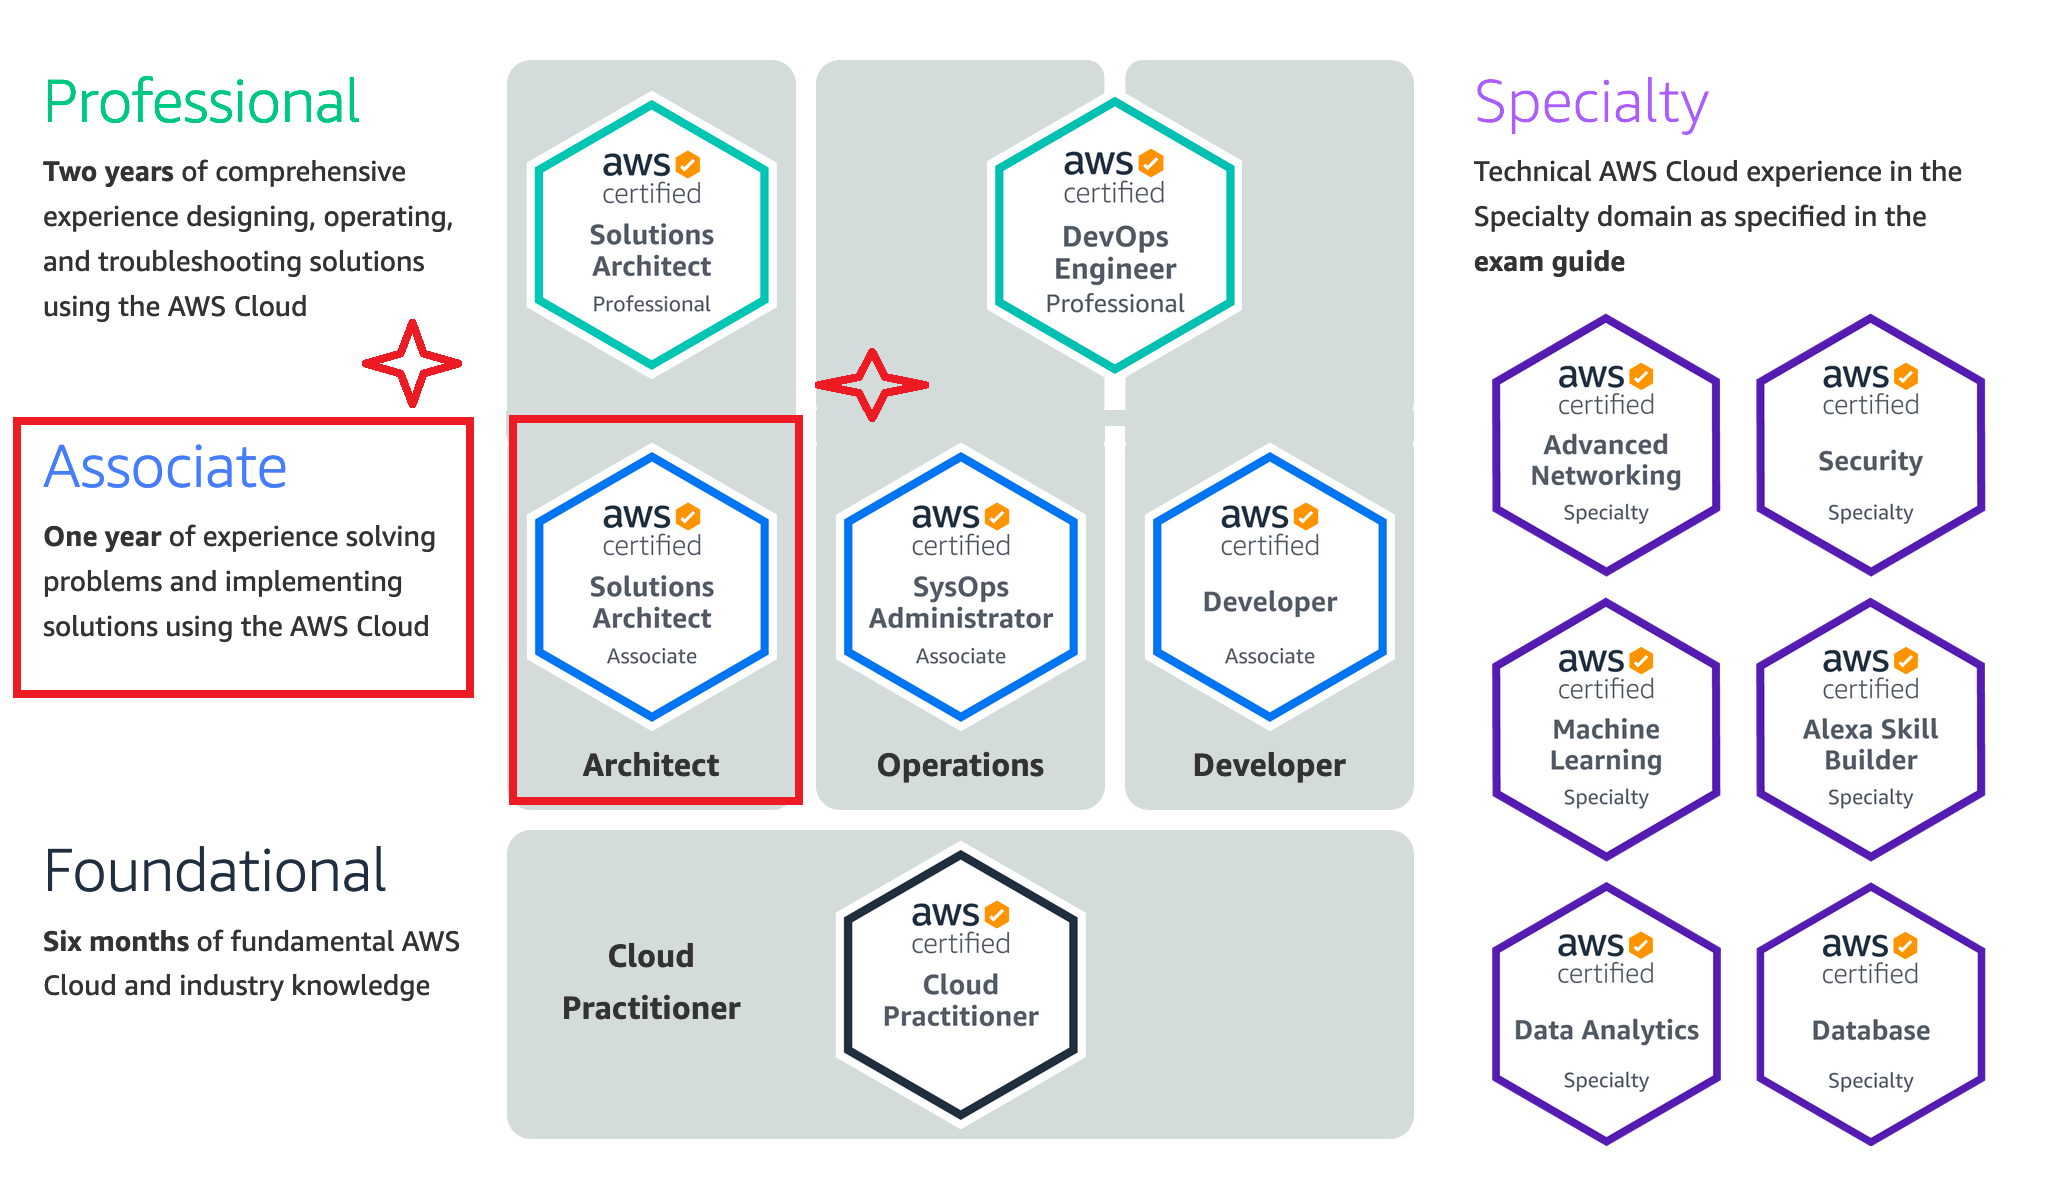 Professional
Two years of comprehensive
experience designing, operating,
and troubleshooting solutions
using the AWS Cloud
aws
certified
Solutions
Architect
Professional
aws
certified
DevOps
Engineer
Professional
Associate
One year of experience solving
problems and implementing
solutions using the AWS Cloud
aws
certified
Solutions
Architect
Associate
Architect
aws
certified
SysOps
Administrator
Associate
Operations
aws
certified
Developer
Associate
Developer
Foundational
Six months of fundamental AWS
Cloud and industry knowledge
Cloud
Practitioner
aws
certified
Cloud
Practitioner
Specialty
Technical AWS Cloud experience in the
Specialty domain as specified in the
exam guide
aws
certified
Advanced
Networking
Specialty
aws
certified
Security
Specialty
aws
certified
Machine
Learning
Specialty
aws
certified
Alexa Skill
Builder
Specialty
aws
certified
Data Analytics
Specialty
aws
certified
Database
Specialty